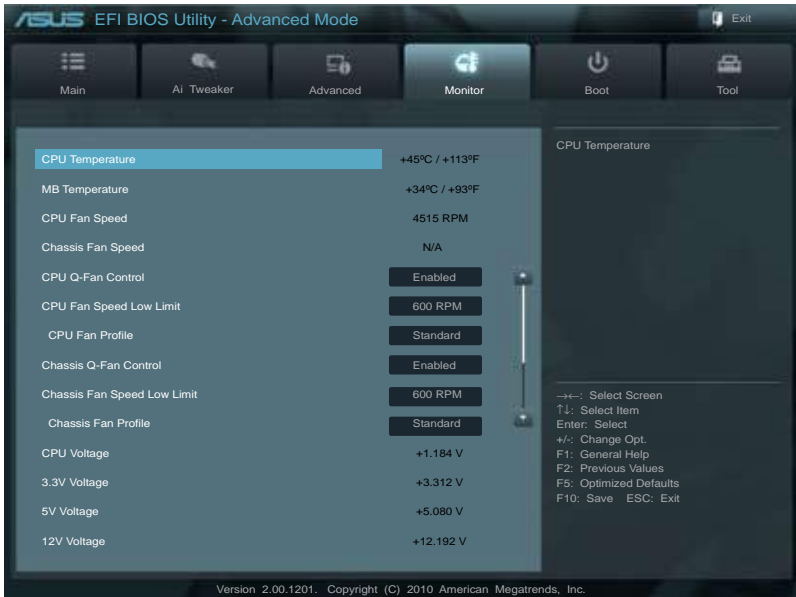 ASUS EFI BIOS Utility - Advanced Mode Exit
Main Ai Tweaker Advanced Monitor Boot Tool
CPU Temperature +45ºC / +113ºF
MB Temperature +34ºC / +93ºF
CPU Fan Speed 4515 RPM
Chassis Fan Speed N/A
CPU Q-Fan Control Enabled
CPU Fan Speed Low Limit 600 RPM
CPU Fan Profile Standard
Chassis Q-Fan Control Enabled
Chassis Fan Speed Low Limit 600 RPM
Chassis Fan Profile Standard
CPU Voltage +1.184 V
3.3V Voltage +3.312 V
5V Voltage +5.080 V
12V Voltage +12.192 V
CPU Temperature
→←: Select Screen
↑↓: Select Item
Enter: Select
+/-: Change Opt.
F1: General Help
F2: Previous Values
F5: Optimized Defaults
F10: Save ESC: Exit
Version 2.00.1201. Copyright (C) 2010 American Megatrends, Inc.